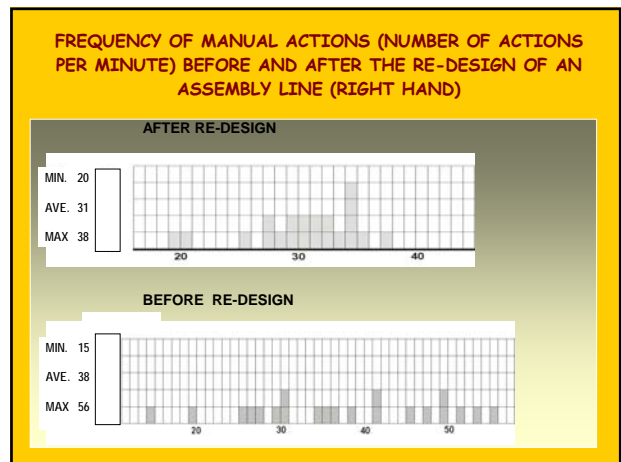 FREQUENCY OF MANUAL ACTIONS (NUMBER OF ACTIONS
PER MINUTE) BEFORE AND AFTER THE RE-DESIGN OF AN
ASSEMBLY LINE (RIGHT HAND)
AFTER RE-DESIGN
MIN. 20
AVE. 31
MAX 38
20 30 40
BEFORE RE-DESIGN
MIN. 15
AVE. 38
MAX 56
20 30 40 50